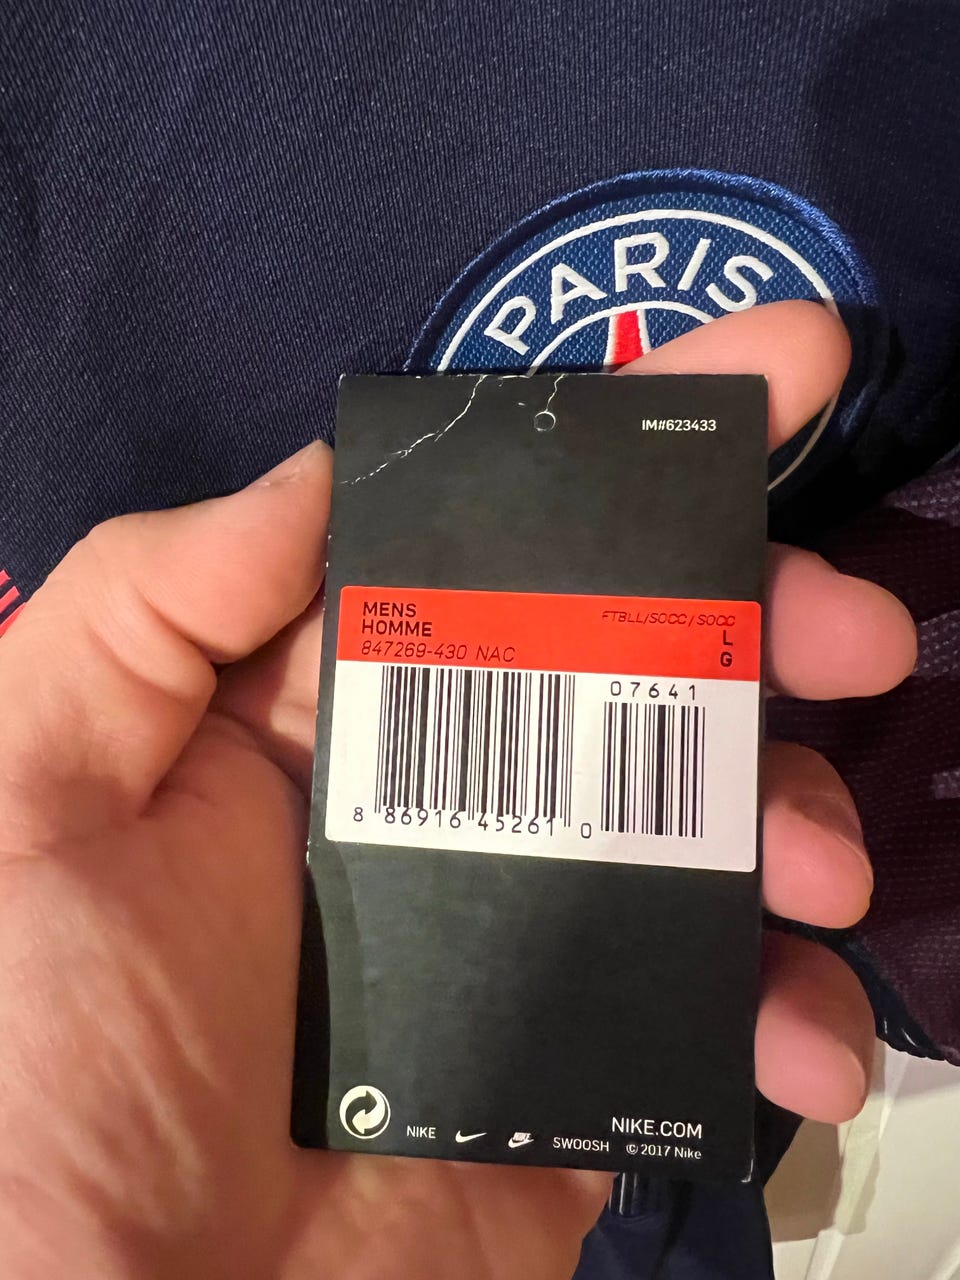 PARIS
IM#623433
MENS
HOMME
847269-430 NAC
FTBLL/SOCC/SOCC
L
G
07641
8 86916 45261 0
NIKE
NIKE
SWOOSH
NIKE.COM
© 2017 Nike